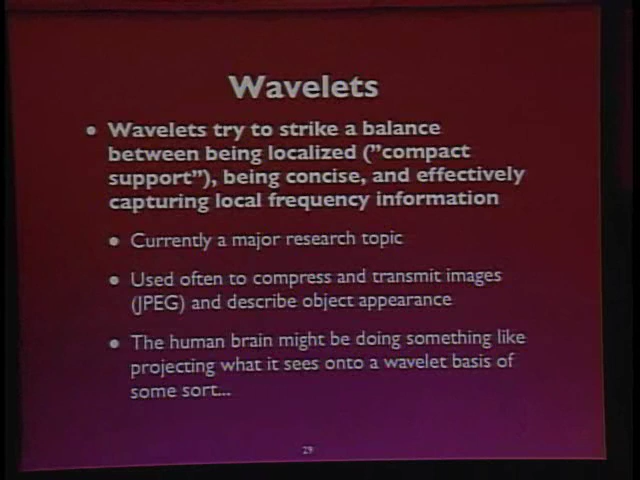 Wavelets
• Wavelets try to strike a balance
between being localized ("compact
support"), being concise, and effectively
capturing local frequency information
• Currently a major research topic
• Used often to compress and transmit images
(JPEG) and describe object appearance
• The human brain might be doing something like
projecting what it sees onto a wavelet basis of
some sort...
29